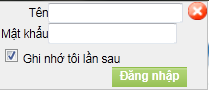 Tên
Mật khẩu
Ghi nhớ tôi lần sau
Đăng nhập